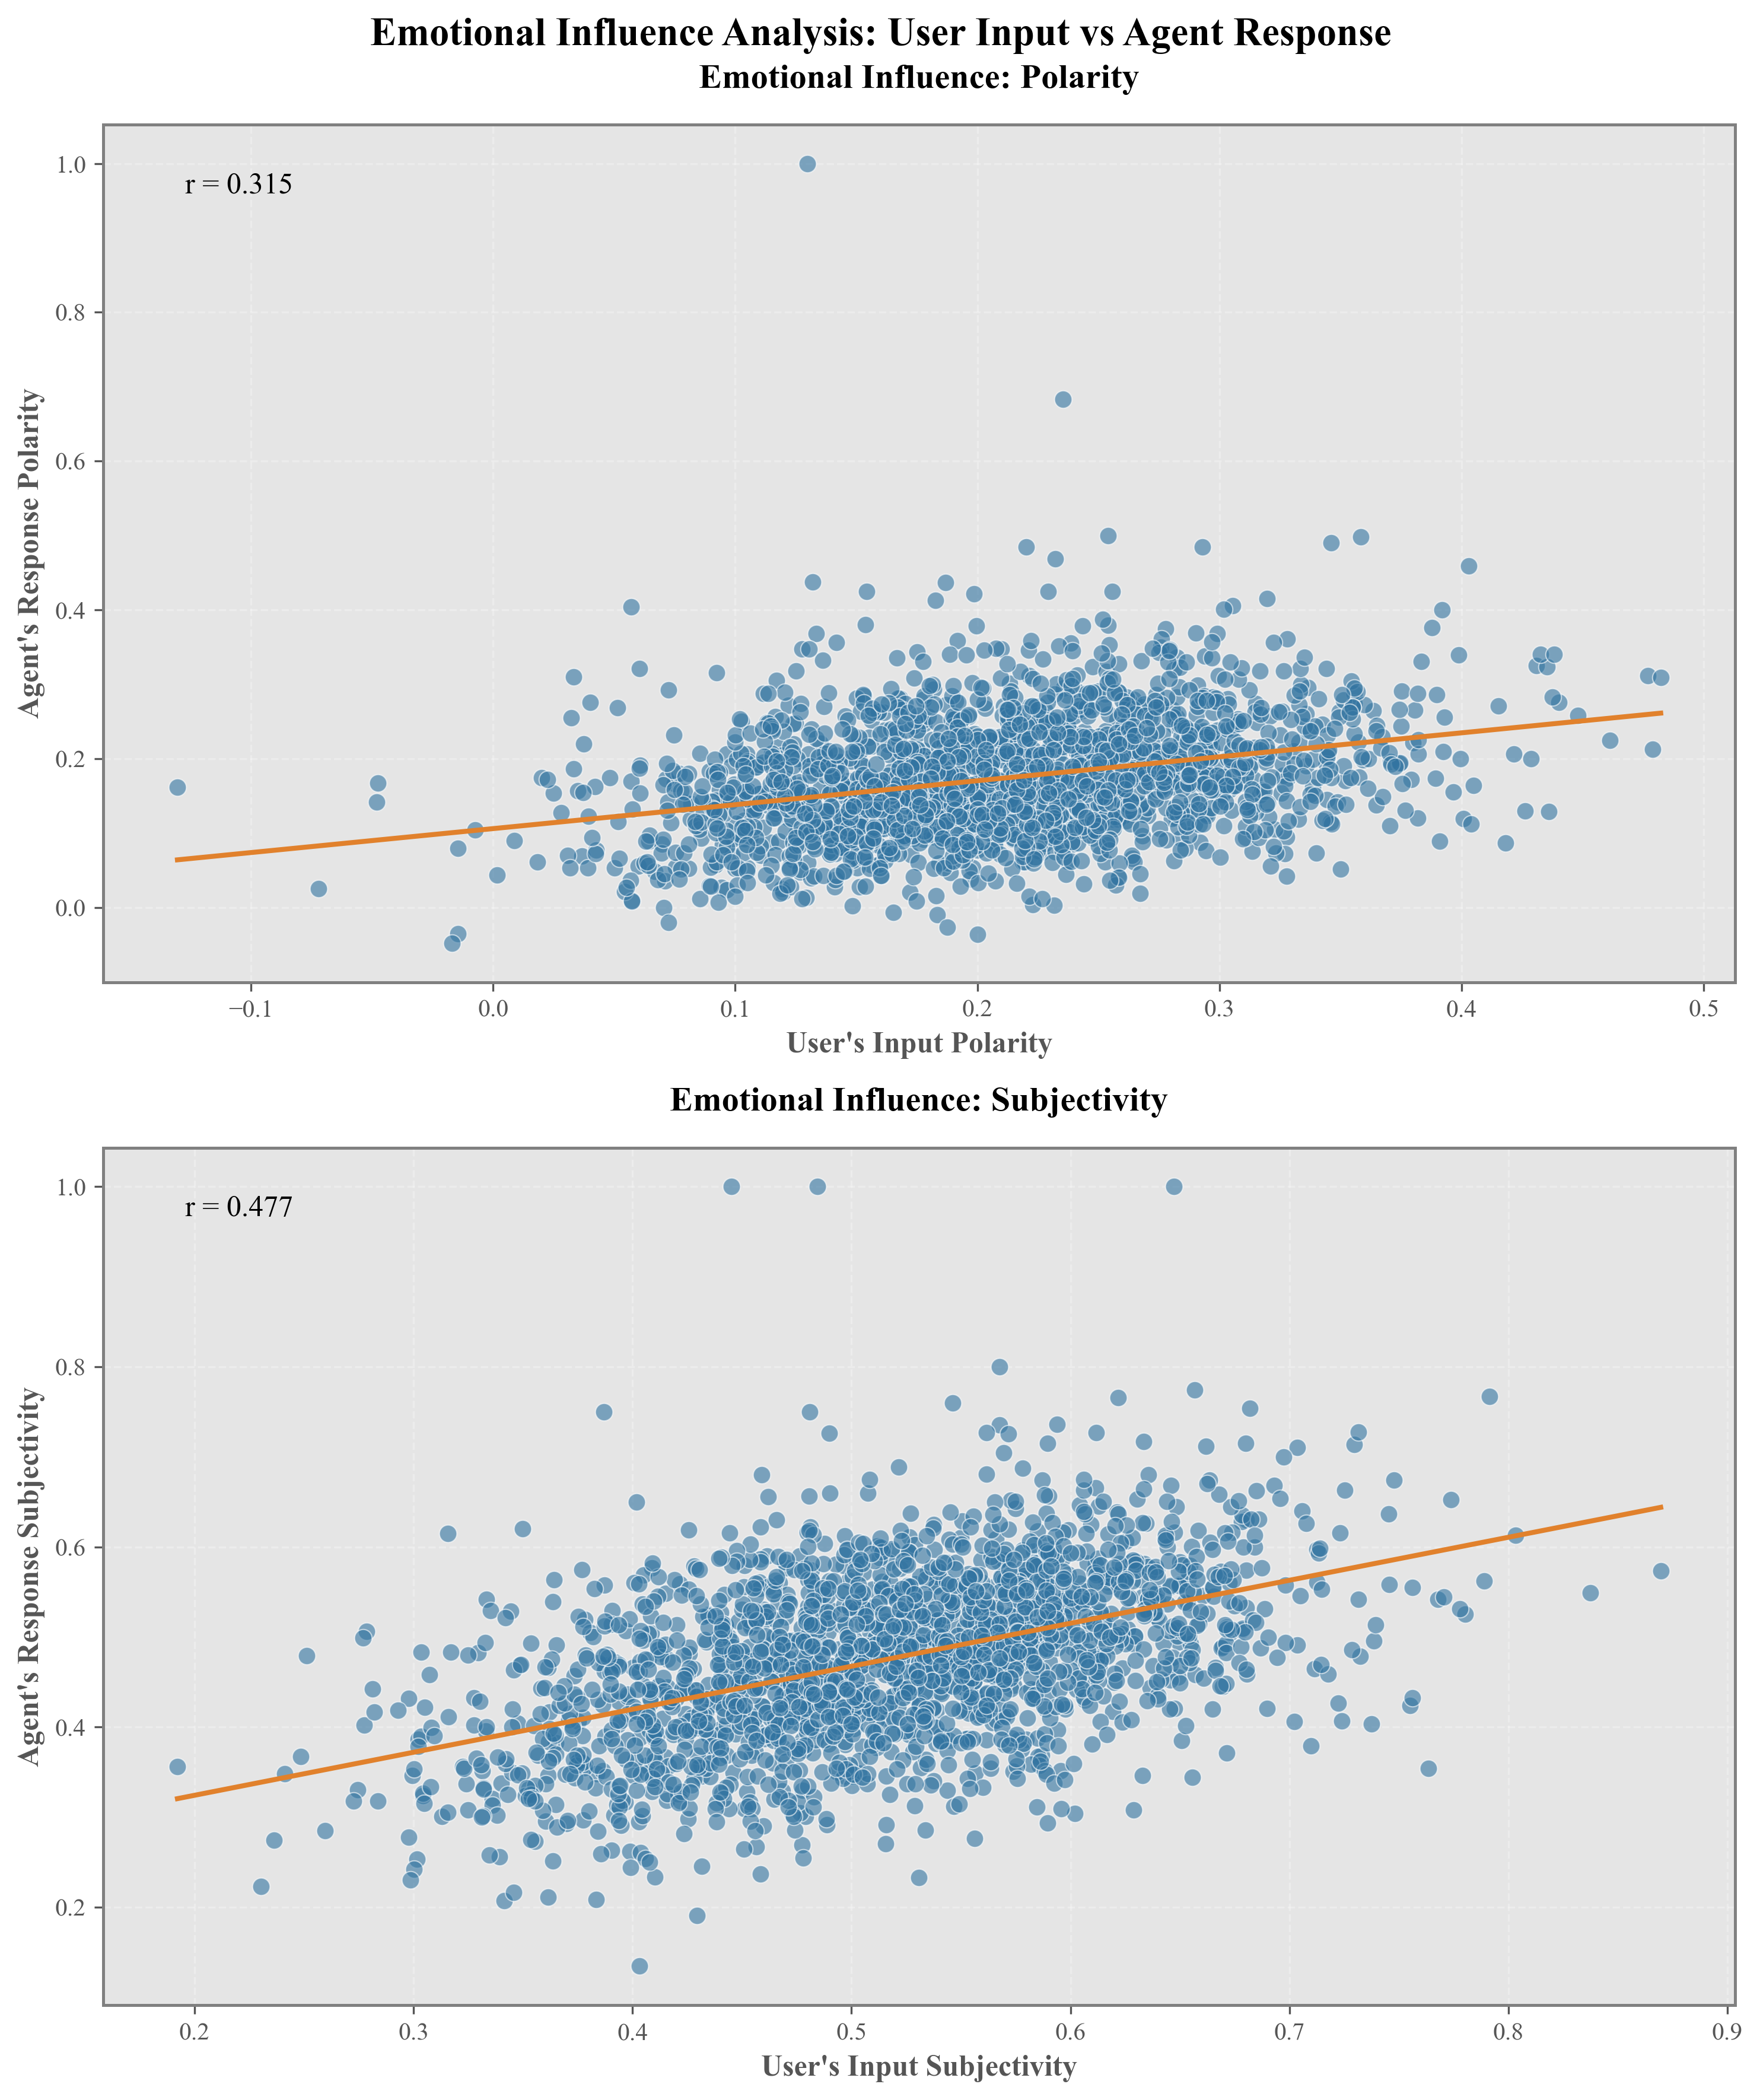 Emotional Influence Analysis: User Input vs Agent Response
Emotional Influence: Polarity
r = 0.315
1.0
0.8
0.6
0.4
0.2
0.0
Agent's Response Polarity
−0.1
0.0
0.1
0.2
0.3
0.4
0.5
User's Input Polarity
Emotional Influence: Subjectivity
r = 0.477
1.0
0.8
0.6
0.4
0.2
Agent's Response Subjectivity
0.2
0.3
0.4
0.5
0.6
0.7
0.8
0.9
User's Input Subjectivity